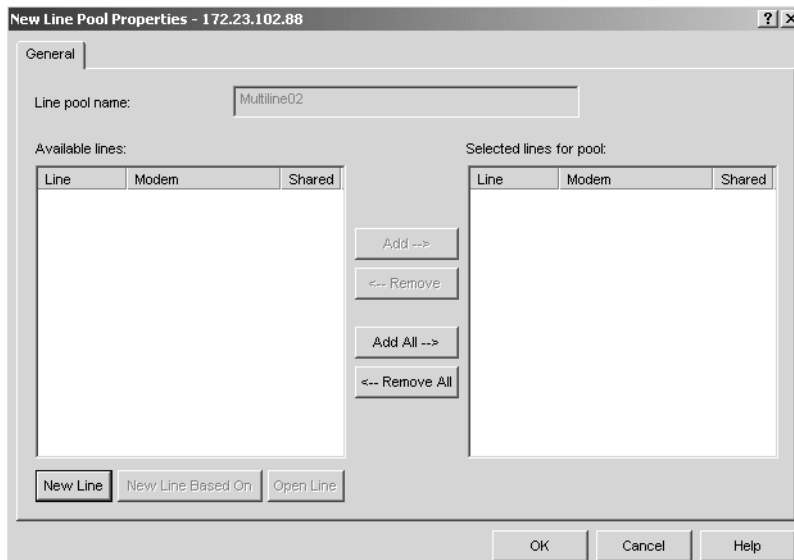 New Line Pool Properties - 172.23.102.88
General
Line pool name: Multiline02
Available lines:
Selected lines for pool:
Line Modem Shared
Line Modem Shared
Add -->
<-- Remove
Add All -->
<-- Remove All
New Line New Line Based On Open Line
OK Cancel Help